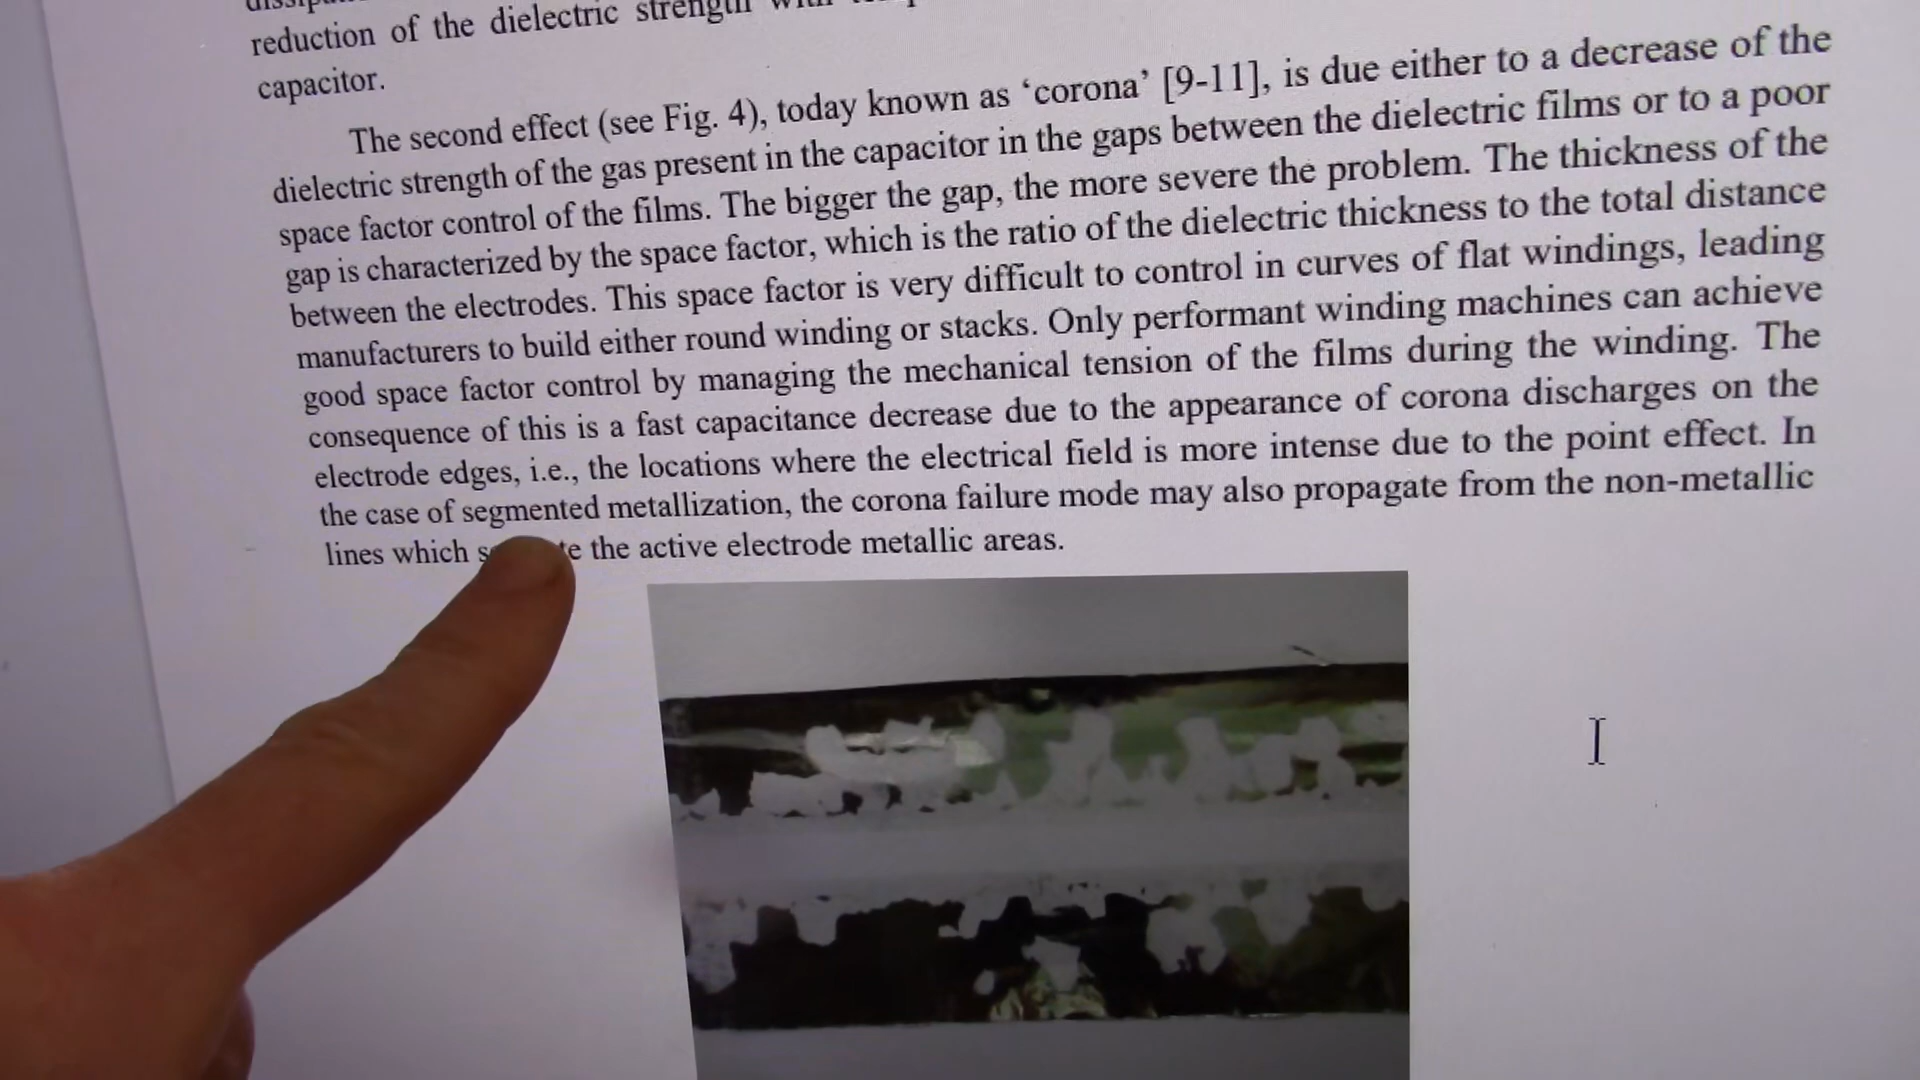 reduction of the dielectric strength with
capacitor.
The second effect (see Fig. 4), today known as ‘corona’ [9-11], is due either to a decrease of the
dielectric strength of the gas present in the capacitor in the gaps between the dielectric films or to a poor
space factor control of the films. The bigger the gap, the more severe the problem. The thickness of the
gap is characterized by the space factor, which is the ratio of the dielectric thickness to the total distance
between the electrodes. This space factor is very difficult to control in curves of flat windings, leading
manufacturers to build either round winding or stacks. Only performant winding machines can achieve
good space factor control by managing the mechanical tension of the films during the winding. The
consequence of this is a fast capacitance decrease due to the appearance of corona discharges on the
electrode edges, i.e., the locations where the electrical field is more intense due to the point effect. In
the case of segmented metallization, the corona failure mode may also propagate from the non-metallic
lines which the active electrode metallic areas.